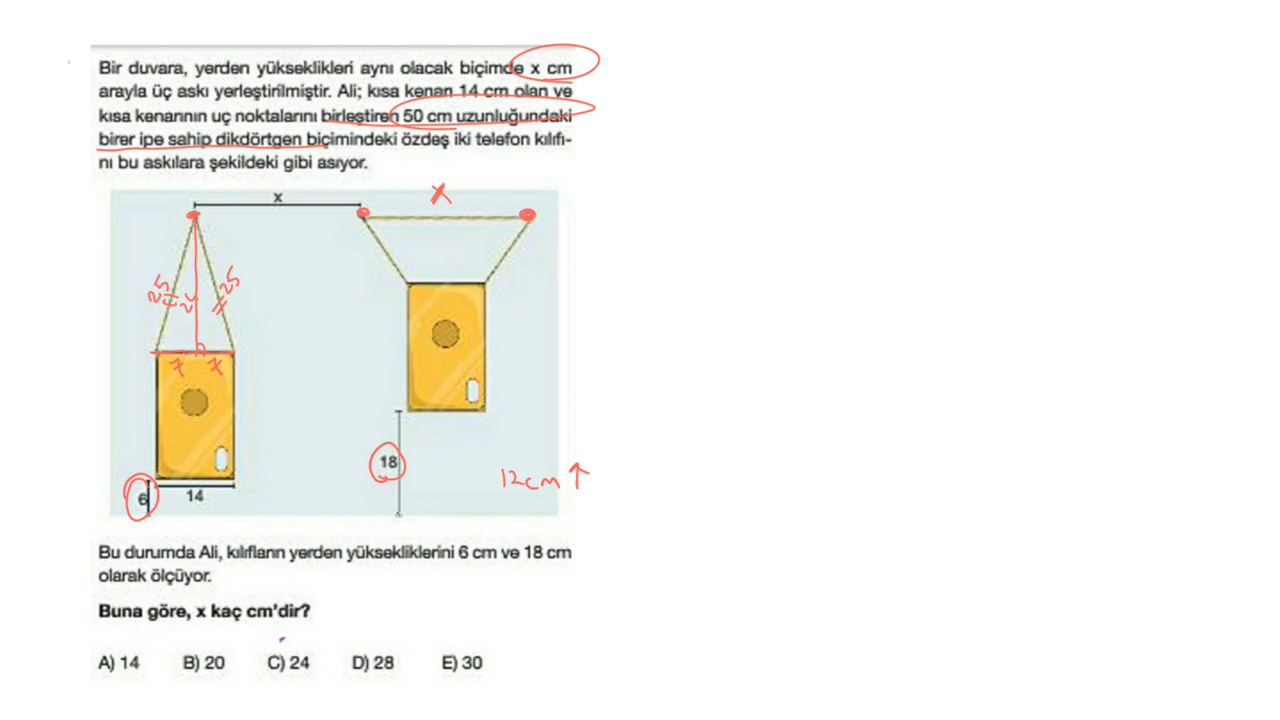 Bir duvara, yerden yükseklikleri aynı olacak biçimde x cm
arayla üç askı yerleştirilmiştir. Ali; kısa kenarı 14 cm olan ve
kısa kenarının uç noktalarını birleştiren 50 cm uzunluğundaki
birer ipe sahip dikdörtgen biçimindeki özdeş iki telefon kılıfı-
nı bu askılara şekildeki gibi asıyor.
x
x
25
24
25
7
7
18
12cm ↑
6
14
Bu durumda Ali, kılıfların yerden yüksekliklerini 6 cm ve 18 cm
olarak ölçüyor.
Buna göre, x kaç cm'dir?
A) 14 B) 20 C) 24 D) 28 E) 30